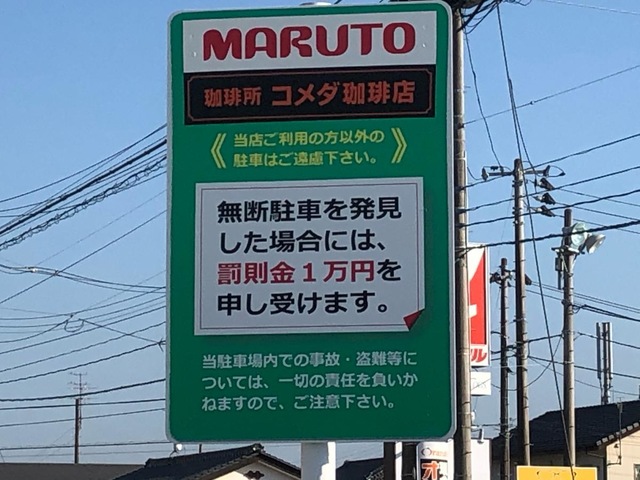 MARUTO
珈琲所 コメダ珈琲店
当店ご利用の方以外の
駐車はご遠慮下さい。
無断駐車を発見
した場合には、
罰則金1万円を
申し受けます。
当駐車場内での事故・盗難等に
ついては、一切の責任を負いか
ねますので、ご注意下さい。